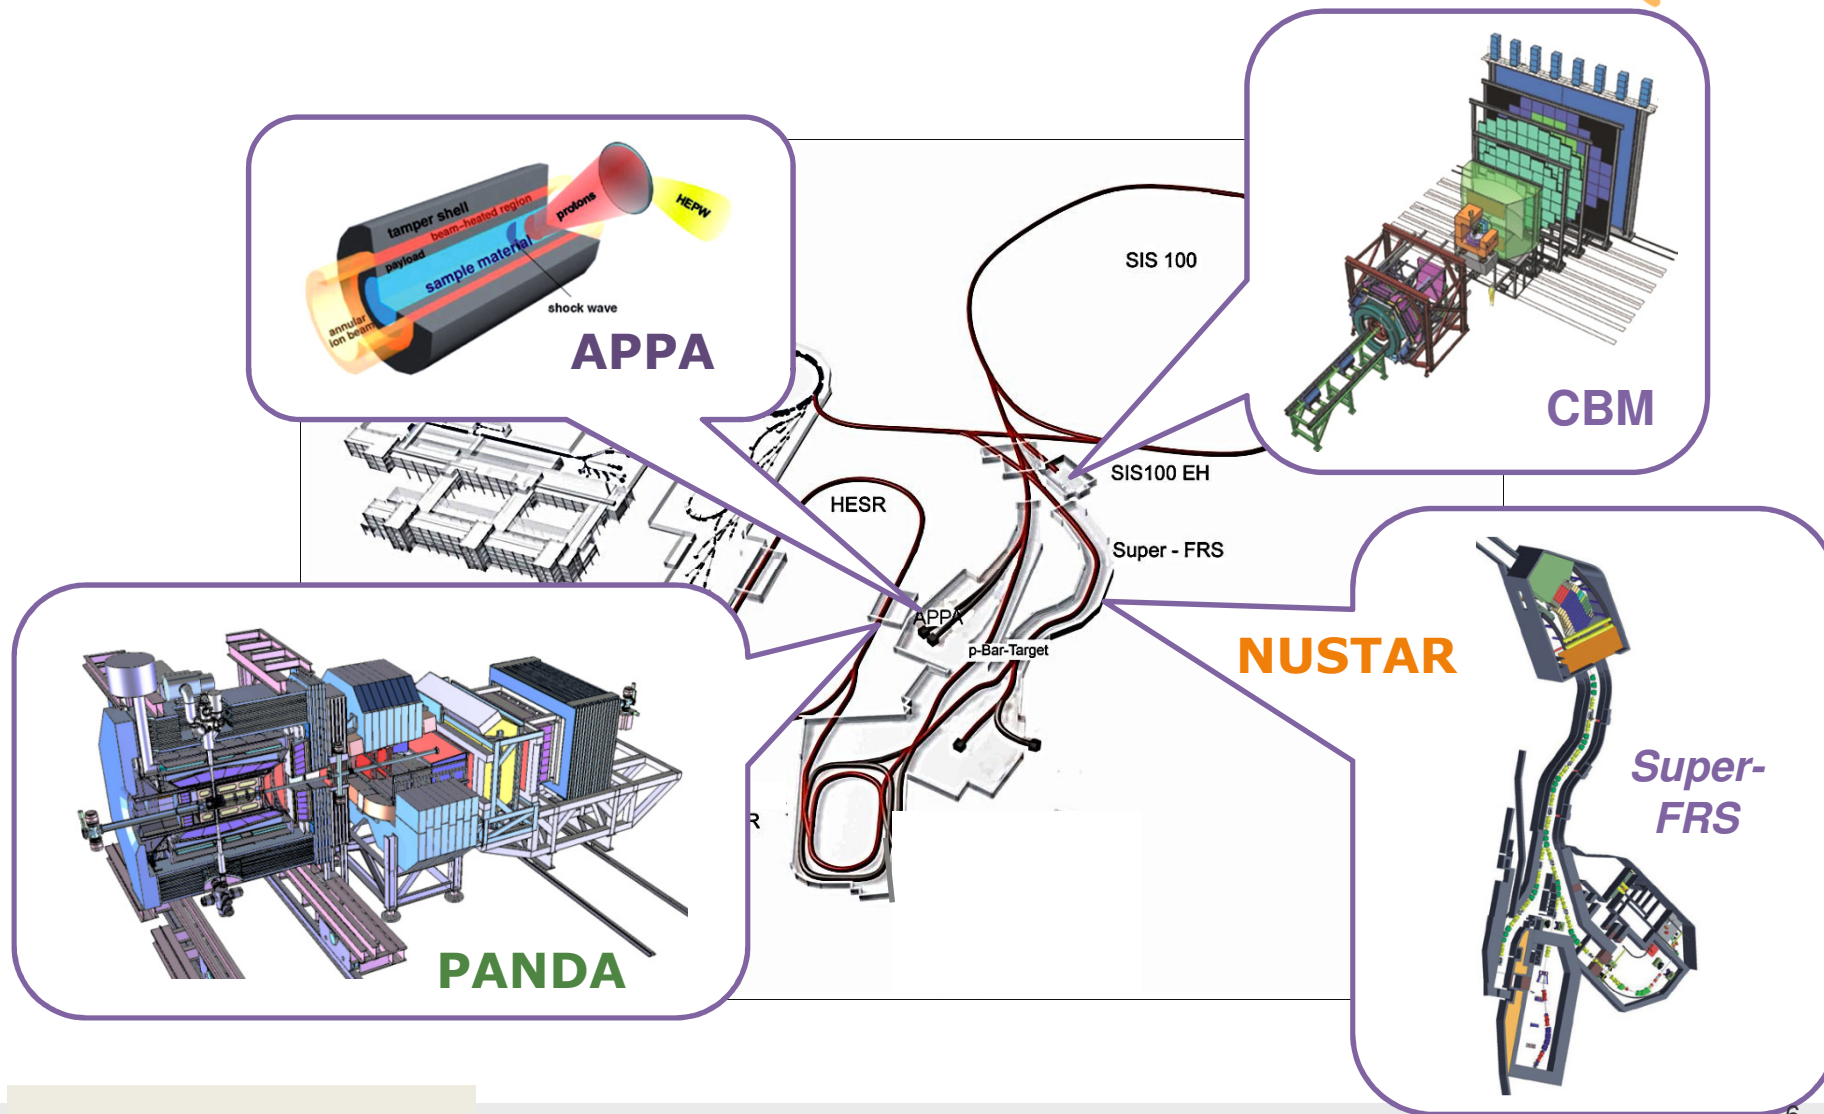 tamper shell
beam-heated region
protons
HEPW
payload
sample material
shock wave
annular
ion beam
APPA
CBM
SIS 100
SIS100 EH
HESR
Super - FRS
APPA
p-Bar-Target
R
NUSTAR
Super-
FRS
PANDA